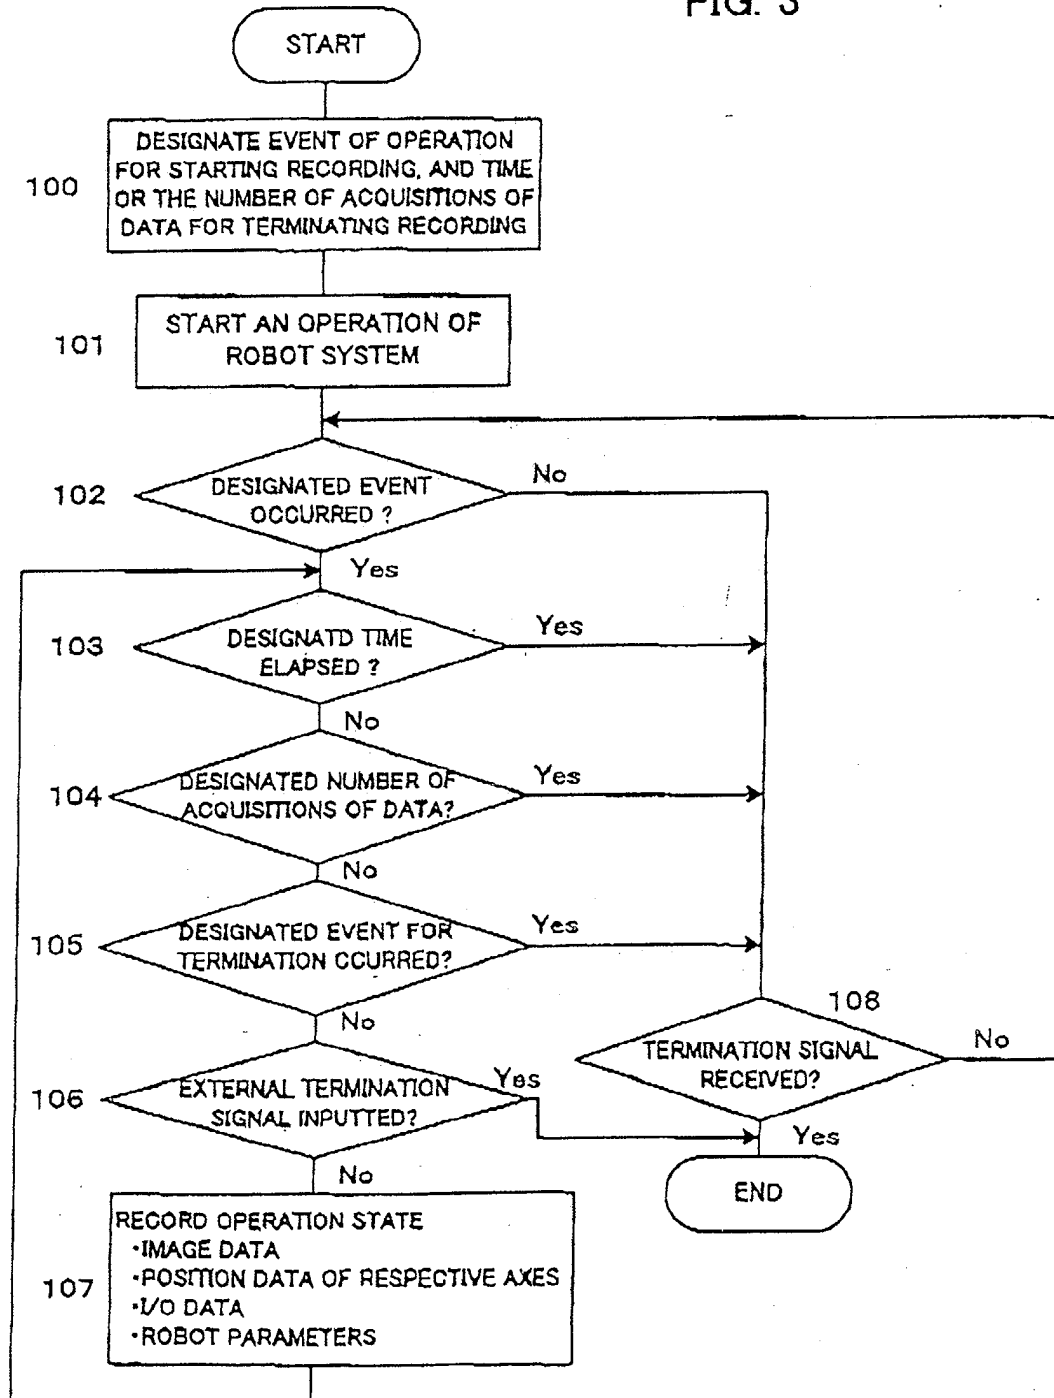 FIG. 3
START
100
DESIGNATE EVENT OF OPERATION
FOR STARTING RECORDING, AND TIME
OR THE NUMBER OF ACQUISITIONS OF
DATA FOR TERMINATING RECORDING
101
START AN OPERATION OF
ROBOT SYSTEM
102
DESIGNATED EVENT
OCCURRED ?
No
Yes
103
DESIGNATD TIME
ELAPSED ?
Yes
No
104
DESIGNATED NUMBER OF
ACQUISITIONS OF DATA?
Yes
No
105
DESIGNATED EVENT FOR
TERMINATION OCURRED?
Yes
No
108
TERMINATION SIGNAL
RECEIVED?
No
Yes
106
EXTERNAL TERMINATION
SIGNAL INPUTTED?
Yes
No
END
107
RECORD OPERATION STATE
·IMAGE DATA
·POSITION DATA OF RESPECTIVE AXES
·I/O DATA
·ROBOT PARAMETERS